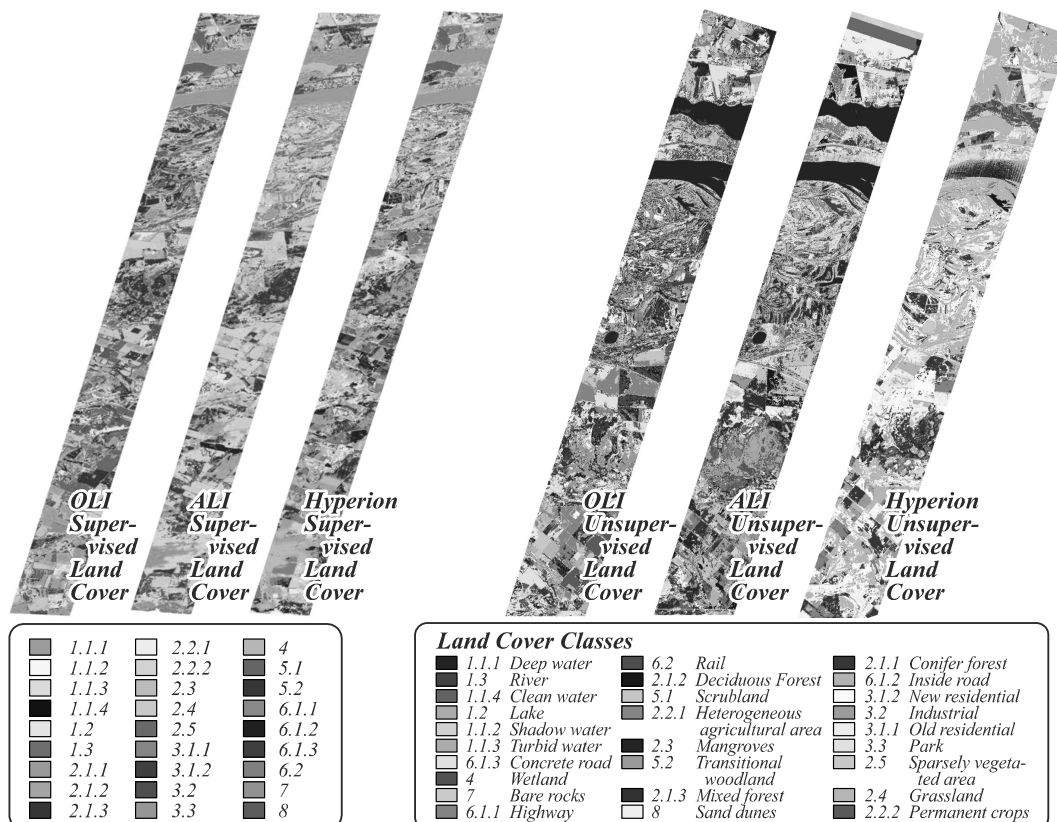 OLI
Super-
vised
Land
Cover
ALI
Super-
vised
Land
Cover
Hyperion
Super-
vised
Land
Cover
OLI
Unsuper-
vised
Land
Cover
ALI
Unsuper-
vised
Land
Cover
Hyperion
Unsuper-
vised
Land
Cover
1.1.1
1.1.2
1.1.3
1.1.4
1.2
1.3
2.1.1
2.1.2
2.1.3
2.2.1
2.2.2
2.3
2.4
2.5
3.1.1
3.1.2
3.2
3.3
4
5.1
5.2
6.1.1
6.1.2
6.1.3
6.2
7
8
Land Cover Classes
1.1.1 Deep water
1.3 River
1.1.4 Clean water
1.2 Lake
1.1.2 Shadow water
1.1.3 Turbid water
6.1.3 Concrete road
4 Wetland
7 Bare rocks
6.1.1 Highway
6.2 Rail
2.1.2 Deciduous Forest
5.1 Scrubland
2.2.1 Heterogeneous
agricultural area
2.3 Mangroves
5.2 Transitional
woodland
2.1.3 Mixed forest
8 Sand dunes
2.1.1 Conifer forest
6.1.2 Inside road
3.1.2 New residential
3.2 Industrial
3.1.1 Old residential
3.3 Park
2.5 Sparsely vegeta-
ted area
2.4 Grassland
2.2.2 Permanent crops